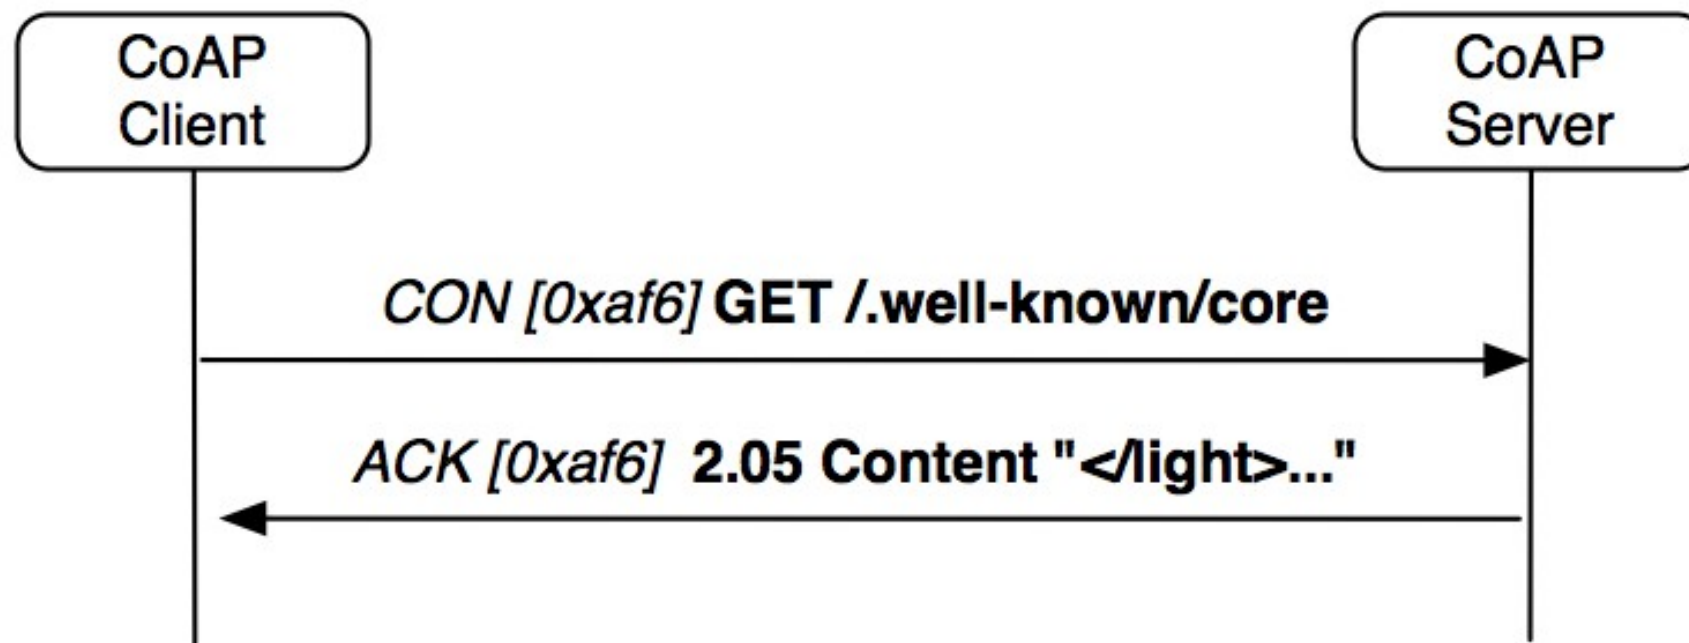 CoAP
Client
CoAP
Server
CON [0xaf6] GET /.well-known/core
ACK [0xaf6] 2.05 Content "</light>..."